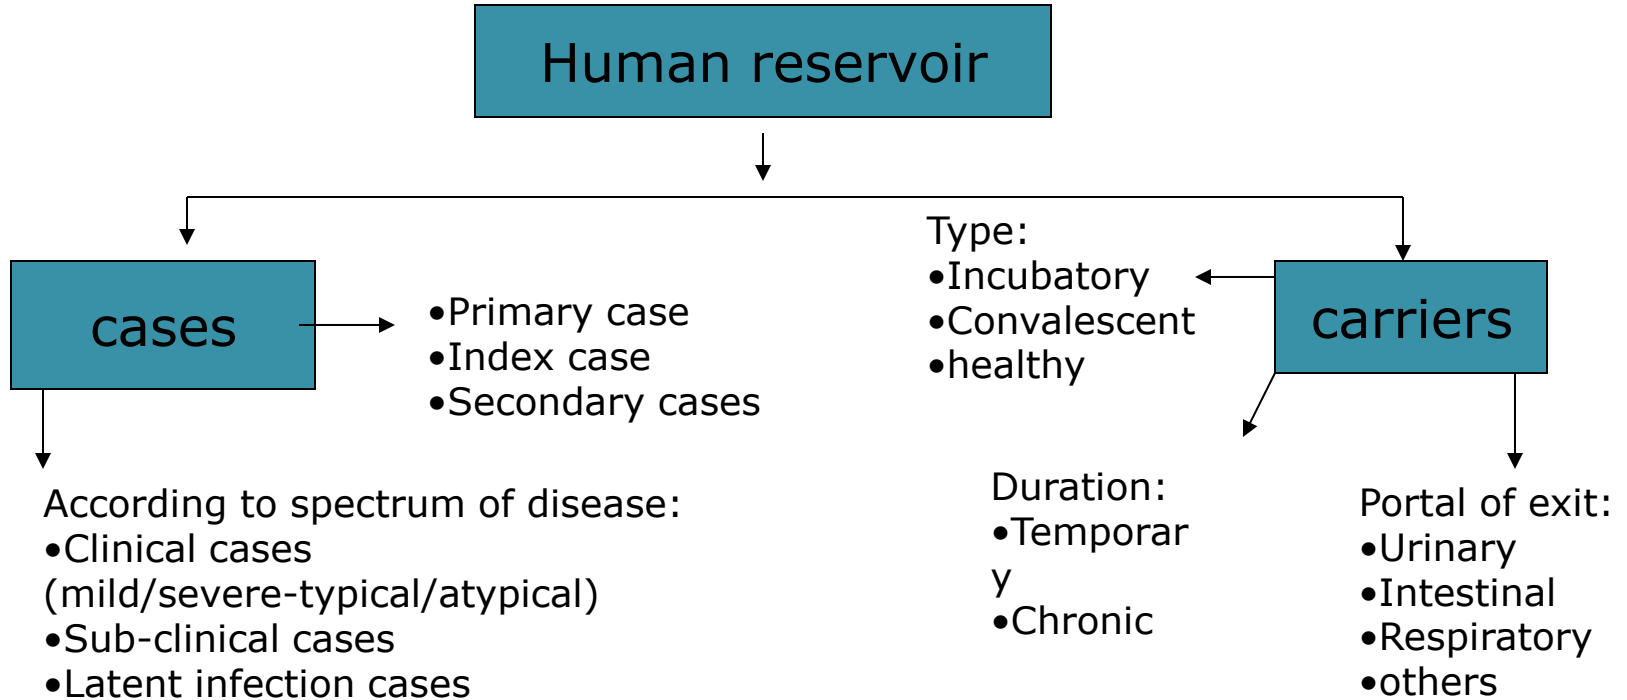 Human reservoir
cases
•Primary case
•Index case
•Secondary cases
According to spectrum of disease:
•Clinical cases
(mild/severe-typical/atypical)
•Sub-clinical cases
•Latent infection cases
Type:
•Incubatory
•Convalescent
•healthy
carriers
Duration:
•Temporar
y
•Chronic
Portal of exit:
•Urinary
•Intestinal
•Respiratory
•others